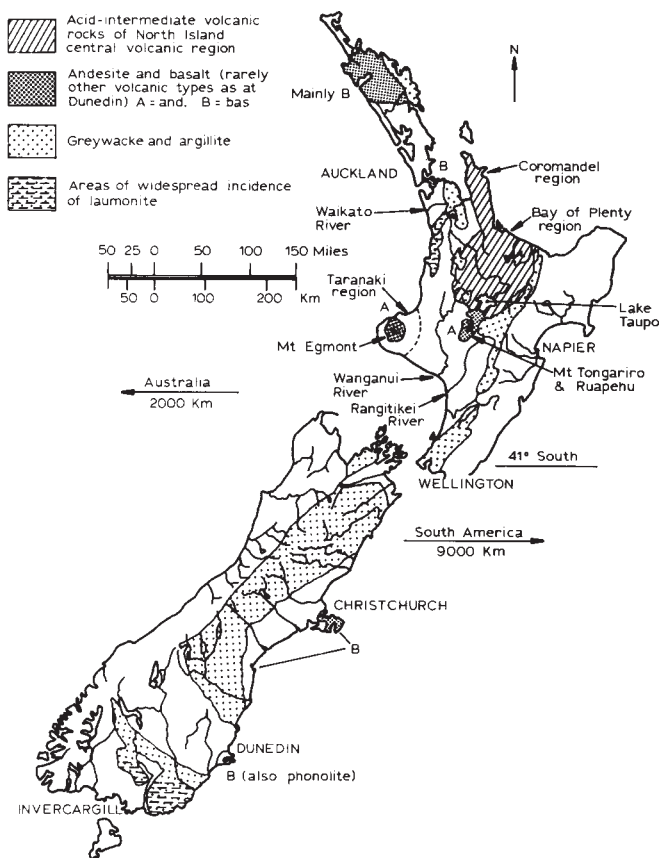 Acid-intermediate volcanic
rocks of North Island
central volcanic region
Andesite and basalt (rarely
other volcanic types as at
Dunedin) A = and. B = bas
Greywacke and argillite
Areas of widespread incidence
of laumonite
50 25 0 50 100 150 Miles
50 0 100 200 Km
N
Mainly B
B
AUCKLAND
Coromandel
region
Waikato
River
Bay of Plenty
region
Taranaki
region
A
Lake
Taupo
A
NAPIER
Mt Egmont
Mt Tongariro
& Ruapehu
Wanganui
River
Rangitikei
River
Australia
2000 Km
41° South
WELLINGTON
South America
9000 Km
CHRISTCHURCH
B
DUNEDIN
B (also phonolite)
INVERCARGILL